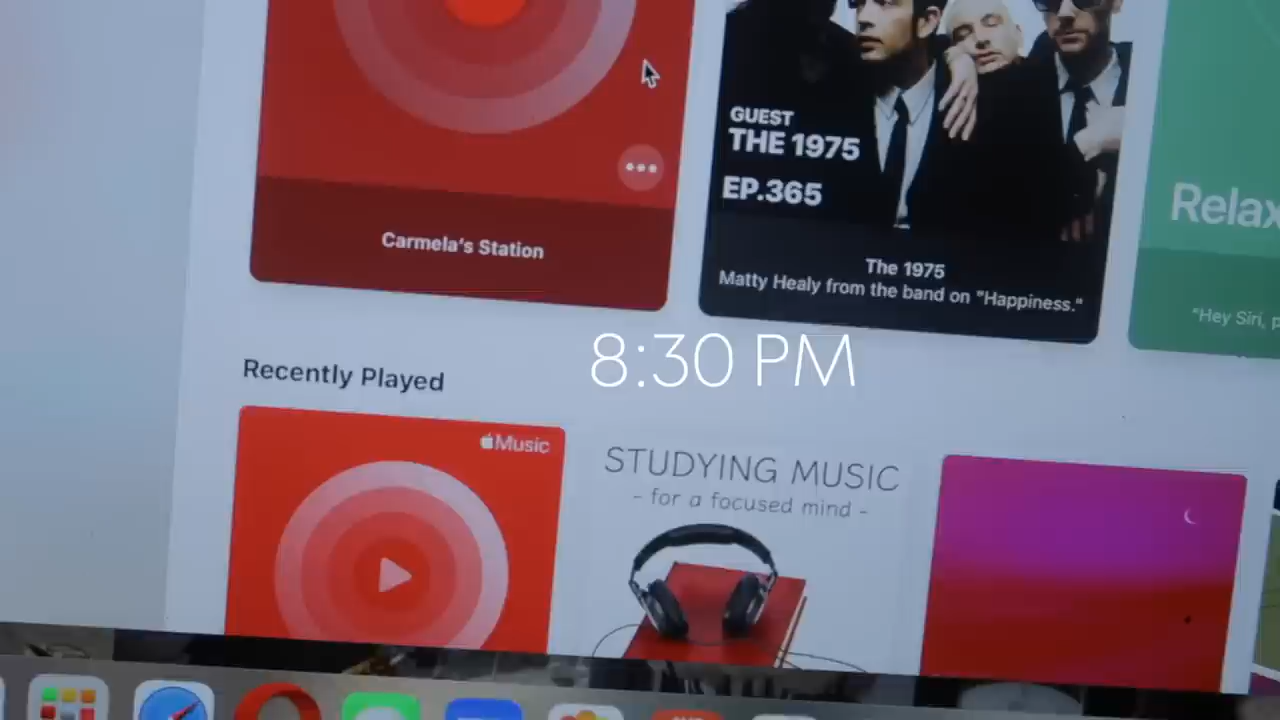 GUEST
THE 1975
EP.365
Relax
Carmela's Station
The 1975
Matty Healy from the band on "Happiness."
"Hey Siri, p
8:30 PM
Recently Played
Music
STUDYING MUSIC
- for a focused mind -